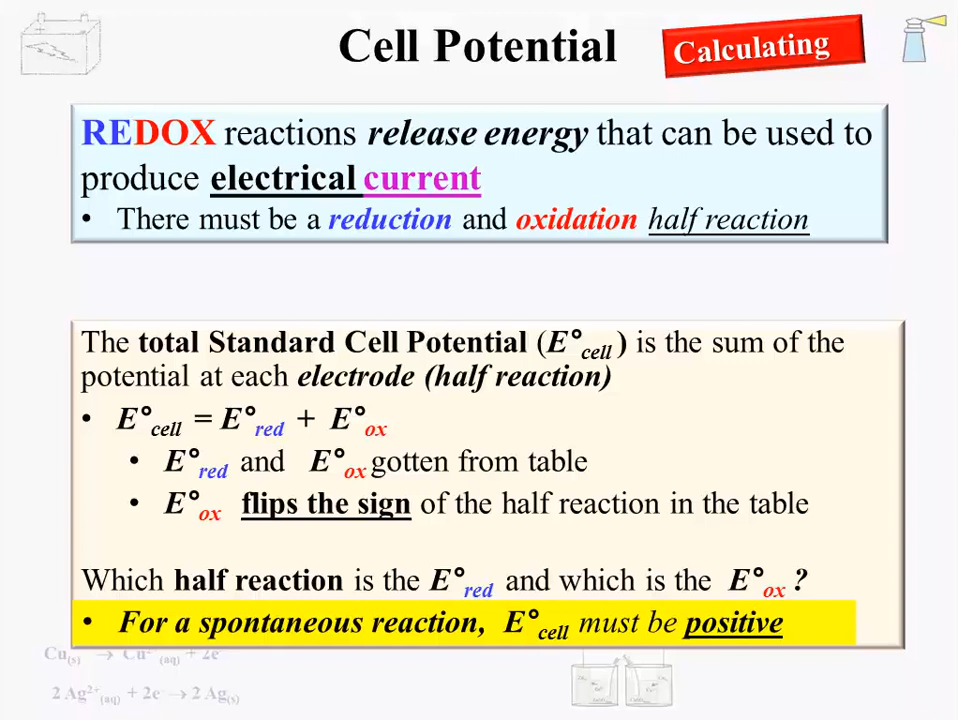 Cell Potential
Calculating
REDOX reactions release energy that can be used to
produce electrical current
• There must be a reduction and oxidation half reaction
The total Standard Cell Potential (E°cell ) is the sum of the
potential at each electrode (half reaction)
• E°cell = E°red + E°ox
• E°red and E°ox gotten from table
• E°ox flips the sign of the half reaction in the table
Which half reaction is the E°red and which is the E°ox ?
• For a spontaneous reaction, E°cell must be positive
Cu(s) → Cu (aq) + 2e
2 Ag2+(aq) + 2e → 2 Ag(s)